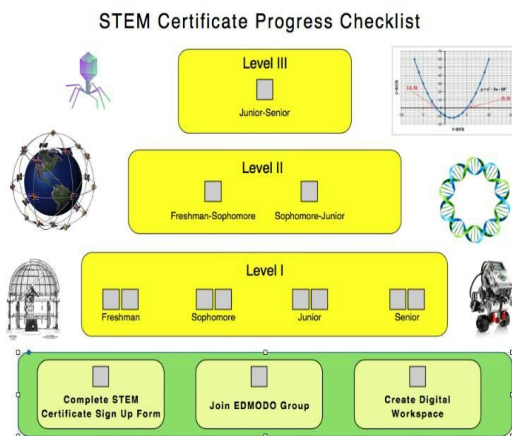 STEM Certificate Progress Checklist
Level III
Junior-Senior
Level II
Freshman-Sophomore
Sophomore-Junior
Level I
Freshman
Sophomore
Junior
Senior
Complete STEM
Certificate Sign Up Form
Join EDMODO Group
Create Digital
Workspace